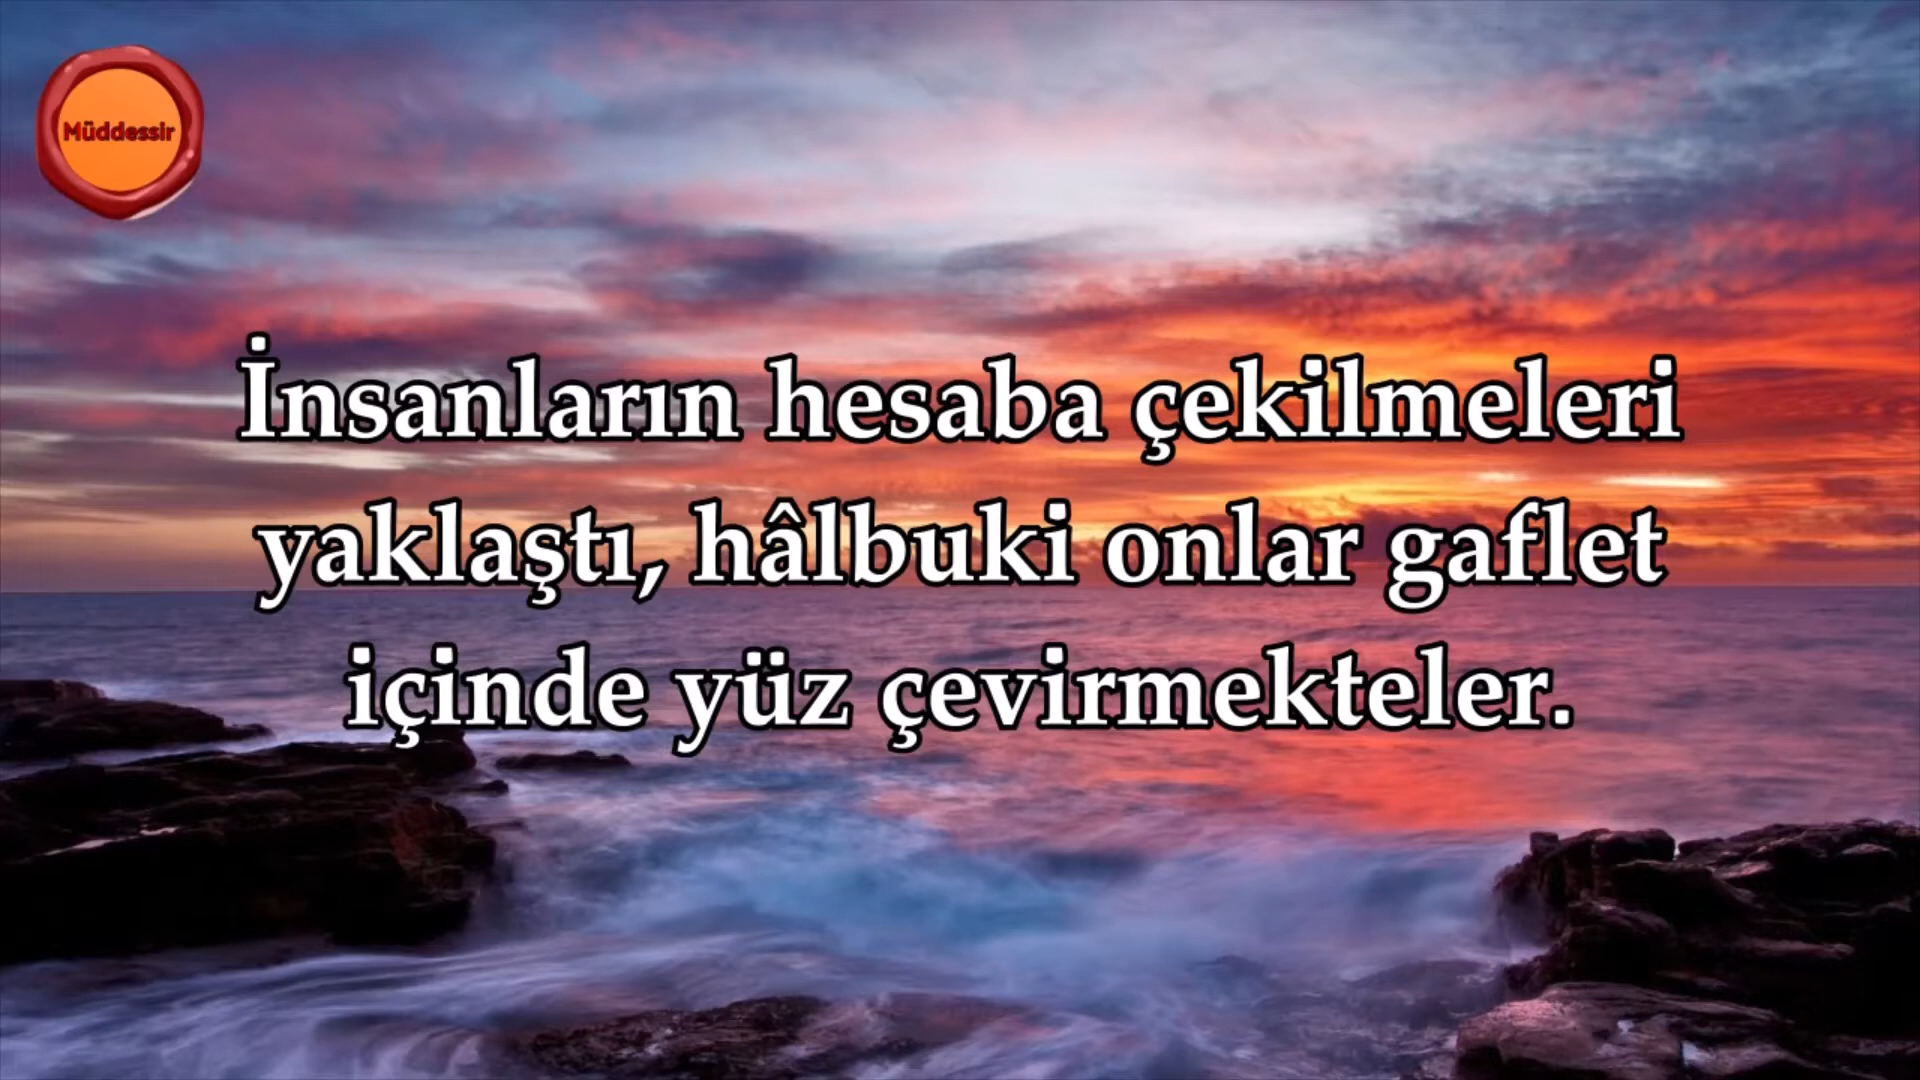 Müddessir
İnsanların hesaba çekilmeleri
yaklaştı, hâlbuki onlar gaflet
içinde yüz çevirmekteler.